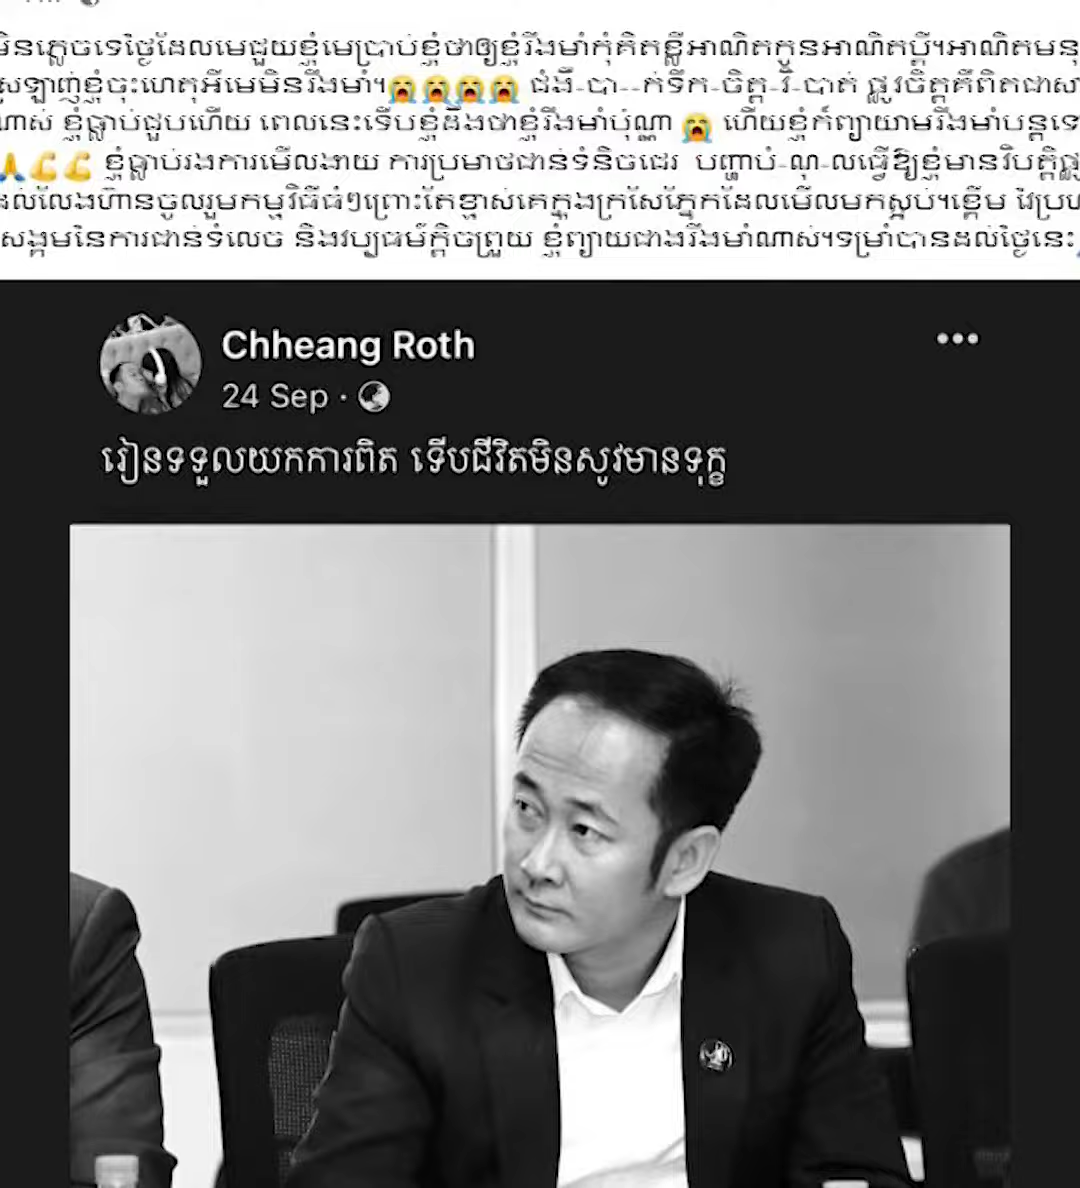 មិនភ្លេចទេថ្ងៃដែលមេជួយខ្ញុំមេប្រាប់ខ្ញុំថាឲ្យខ្ញុំរឹងមាំកុំគិតខ្លីអាណិតកូនអាណិតប្ដី។អាណិតមនុ
ស្រឡាញ់ខ្ញុំចុះហេតុអីមេមិនរឹងមាំ។😭😭😭😭 ជំងឺ-បា--ក់ទឹក-ចិត្ត-វិ-បាត់ ផ្លូវចិត្តគឺពិតជាសា
ណាស់ ខ្ញុំធ្លាប់ជួបហើយ ពេលនេះទើបខ្ញុំដឹងថាខ្ញុំរឹងមាំប៉ុណ្ណា 😭 ហើយខ្ញុំក៏ព្យាយាមរឹងមាំបន្តទេ
🙏💪💪 ខ្ញុំធ្លាប់រងការមើលងាយ ការប្រមាថជាន់ទំនិចដេរ បញ្ហាបំ-ណុ-លធ្វើឱ្យខ្ញុំមានវិបត្តិផ្លូ
ដល់លែងហ៊ានចូលរួមកម្មវិធីធំៗព្រោះតែខ្មាស់គេក្នុងក្រសែភ្នែកដែលមើលមកស្អប់។ខ្ពើម វៃប្រហ
សង្គមនៃការជាន់ទំលេច និងវប្បធម៍ក្ដិចព្រួយ ខ្ញុំព្យាយជាងរឹងមាំណាស់។ទម្រាំបានដល់ថ្ងៃនេះ
Chheang Roth
24 Sep ·
រៀនទទួលយកការពិត ទើបជីវិតមិនសូវមានទុក្ខ